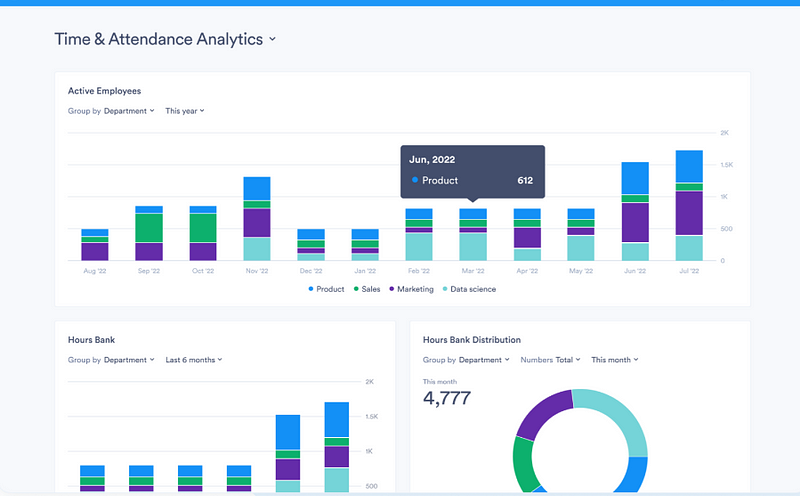 Time & Attendance Analytics
Active Employees
Group by Department This year
2K
Jun, 2022
Product 612
1.5K
1K
500
0
Aug '22 Sep '22 Oct '22 Nov '22 Dec '22 Jan '22 Feb '22 Mar '22 Apr '22 May '22 Jun '22 Jul '22
Product Sales Marketing Data science
Hours Bank
Group by Department Last 6 months
2K
1.5K
1K
500
Hours Bank Distribution
Group by Department Numbers Total This month
This month
4,777